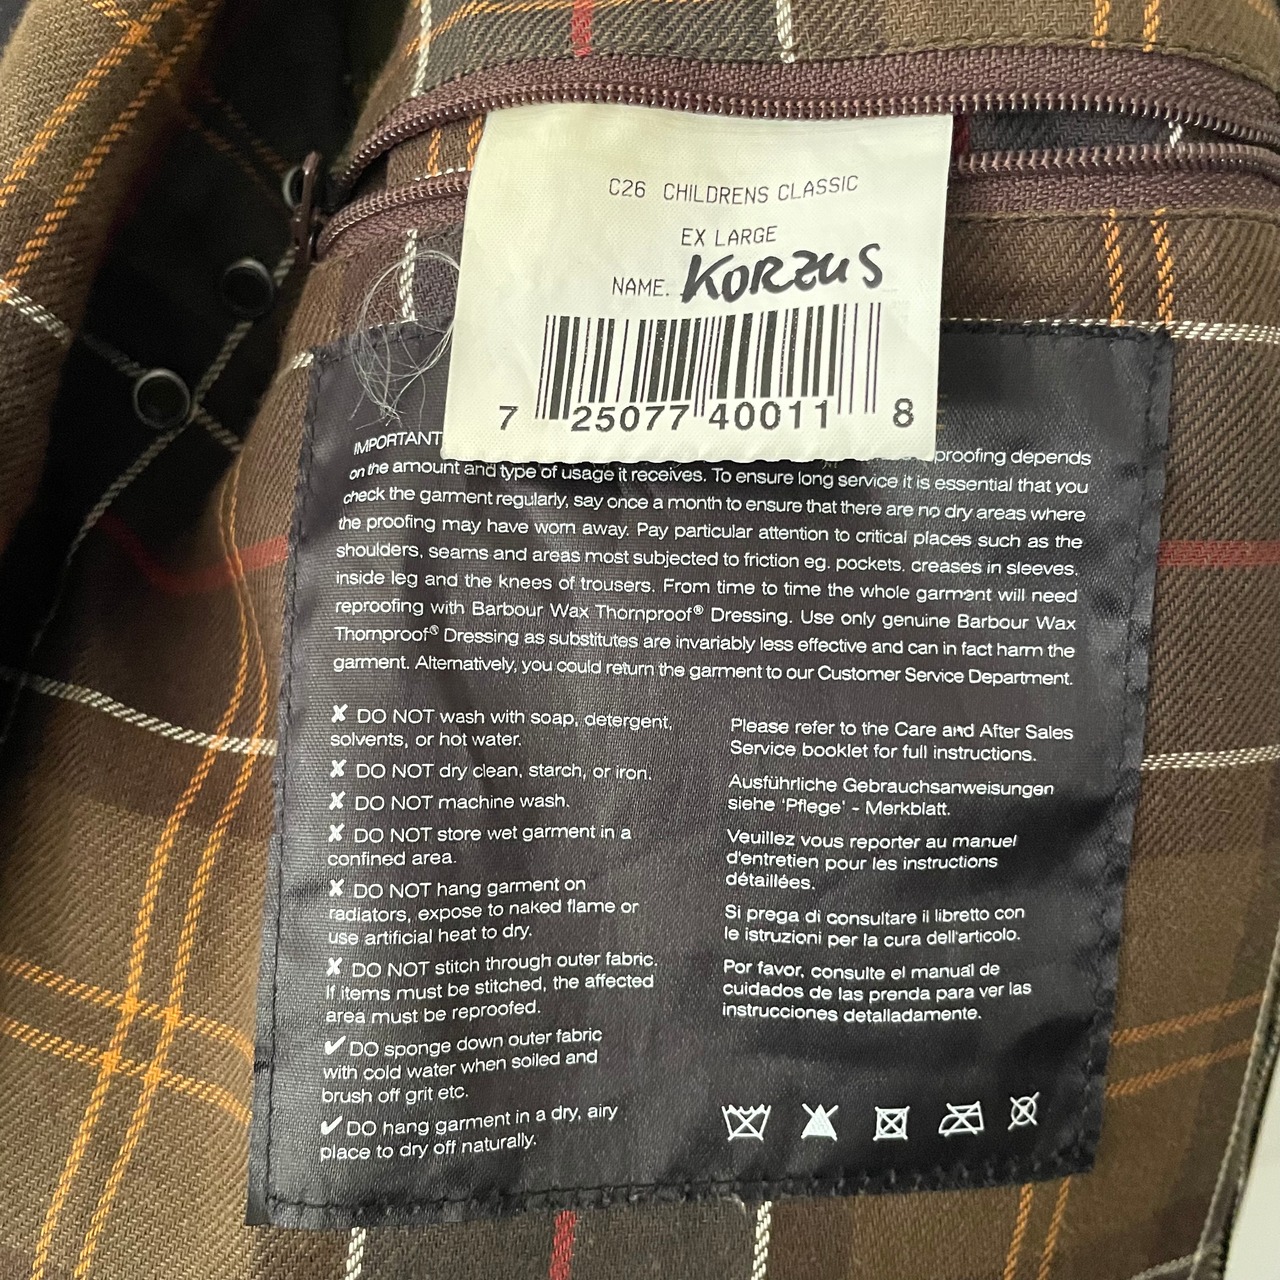 C26 CHILDRENS CLASSIC
EX LARGE
NAME. KORZUS
7 25077 40011 8
IMPORTANT
proofing depends
on the amount and type of usage it receives. To ensure long service it is essential that you
check the garment regularly, say once a month to ensure that there are no dry areas where
the proofing may have worn away. Pay particular attention to critical places such as the
shoulders, seams and areas most subjected to friction eg. pockets, creases in sleeves,
inside leg and the knees of trousers. From time to time the whole garment will need
reproofing with Barbour Wax Thornproof® Dressing. Use only genuine Barbour Wax
Thornproof® Dressing as substitutes are invariably less effective and can in fact harm the
garment. Alternatively, you could return the garment to our Customer Service Department.
✘ DO NOT wash with soap, detergent,
solvents, or hot water.
✘ DO NOT dry clean, starch, or iron.
✘ DO NOT machine wash.
✘ DO NOT store wet garment in a
confined area.
✘ DO NOT hang garment on
radiators, expose to naked flame or
use artificial heat to dry.
✘ DO NOT stitch through outer fabric.
If items must be stitched, the affected
area must be reproofed.
✔ DO sponge down outer fabric
with cold water when soiled and
brush off grit etc.
✔ DO hang garment in a dry, airy
place to dry off naturally.
Please refer to the Care and After Sales
Service booklet for full instructions.
Ausführliche Gebrauchsanweisungen
siehe 'Pflege' - Merkblatt.
Veuillez vous reporter au manuel
d'entretien pour les instructions
détaillées.
Si prega di consultare il libretto con
le istruzioni per la cura dell'articolo.
Por favor, consulte el manual de
cuidados de las prenda para ver las
instrucciones detalladamente.